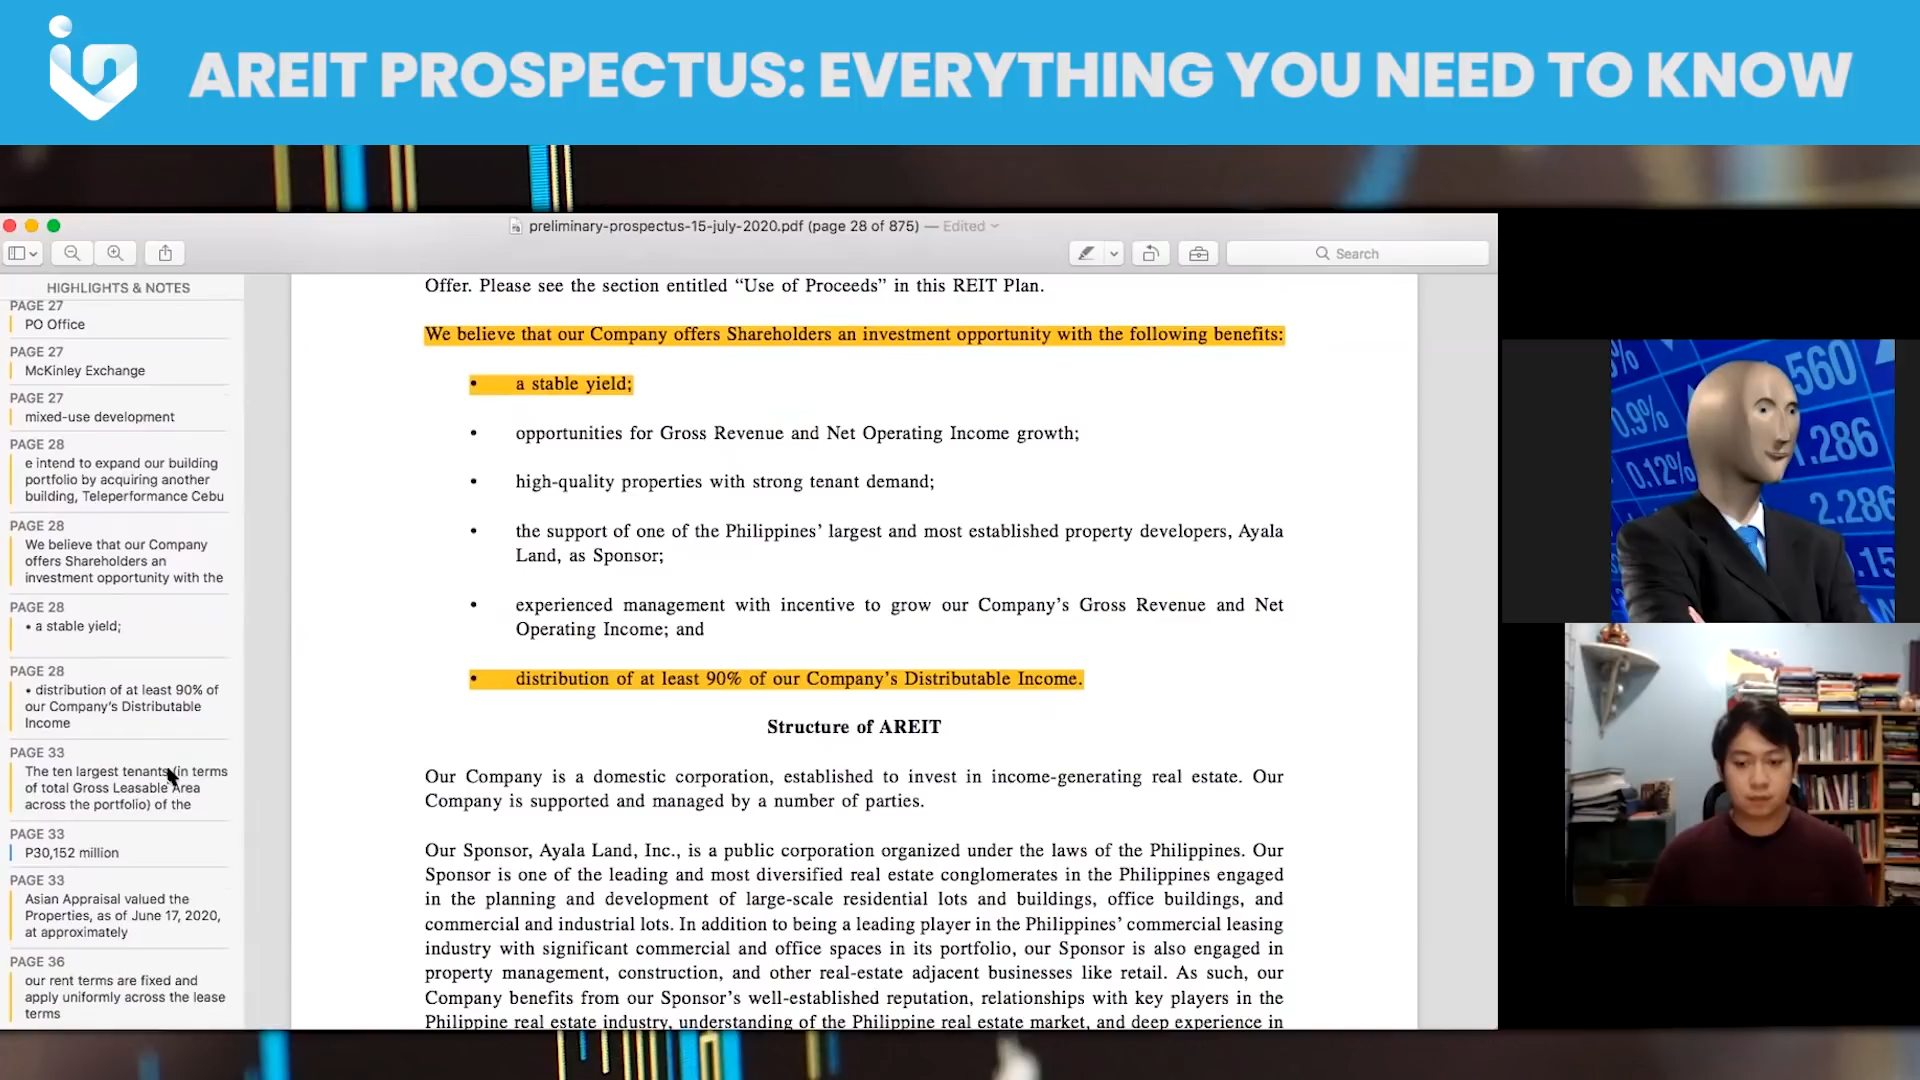 AREIT PROSPECTUS: EVERYTHING YOU NEED TO KNOW
preliminary-prospectus-15-july-2020.pdf (page 28 of 875) — Edited
Search
HIGHLIGHTS & NOTES
PAGE 27
PO Office
PAGE 27
McKinley Exchange
PAGE 27
mixed-use development
PAGE 28
e intend to expand our building
portfolio by acquiring another
building, Teleperformance Cebu
PAGE 28
We believe that our Company
offers Shareholders an
investment opportunity with the
PAGE 28
• a stable yield;
PAGE 28
• distribution of at least 90% of
our Company's Distributable
Income
PAGE 33
The ten largest tenants (in terms
of total Gross Leasable Area
across the portfolio) of the
PAGE 33
P30,152 million
PAGE 33
Asian Appraisal valued the
Properties, as of June 17, 2020,
at approximately
PAGE 36
our rent terms are fixed and
apply uniformly across the lease
terms
Offer. Please see the section entitled “Use of Proceeds” in this REIT Plan.
We believe that our Company offers Shareholders an investment opportunity with the following benefits:
• a stable yield;
• opportunities for Gross Revenue and Net Operating Income growth;
• high-quality properties with strong tenant demand;
• the support of one of the Philippines’ largest and most established property developers, Ayala
Land, as Sponsor;
• experienced management with incentive to grow our Company’s Gross Revenue and Net
Operating Income; and
• distribution of at least 90% of our Company’s Distributable Income.
Structure of AREIT
Our Company is a domestic corporation, established to invest in income-generating real estate. Our
Company is supported and managed by a number of parties.
Our Sponsor, Ayala Land, Inc., is a public corporation organized under the laws of the Philippines. Our
Sponsor is one of the leading and most diversified real estate conglomerates in the Philippines engaged
in the planning and development of large-scale residential lots and buildings, office buildings, and
commercial and industrial lots. In addition to being a leading player in the Philippines’ commercial leasing
industry with significant commercial and office spaces in its portfolio, our Sponsor is also engaged in
property management, construction, and other real-estate adjacent businesses like retail. As such, our
Company benefits from our Sponsor’s well-established reputation, relationships with key players in the
Philippine real estate industry, understanding of the Philippine real estate market, and deep experience in
560
0.9%
.286
0.12%
2.286
.15